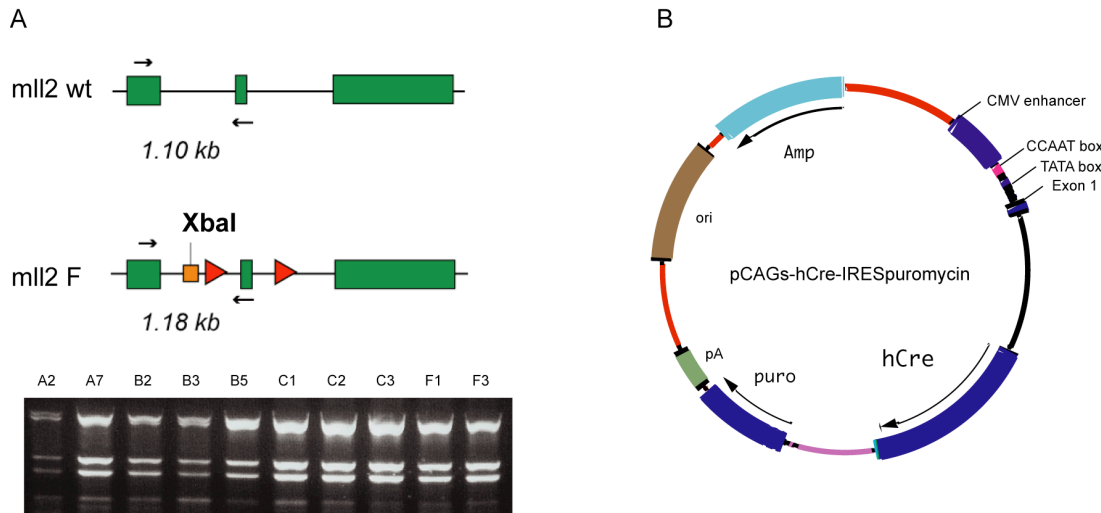 A
mll2 wt
1.10 kb
XbaI
mll2 F
1.18 kb
A2 A7 B2 B3 B5 C1 C2 C3 F1 F3
B
CMV enhancer
CCAAT box
TATA box
Exon 1
Amp
ori
pCAGs-hCre-IRESpuromycin
hCre
pA
puro